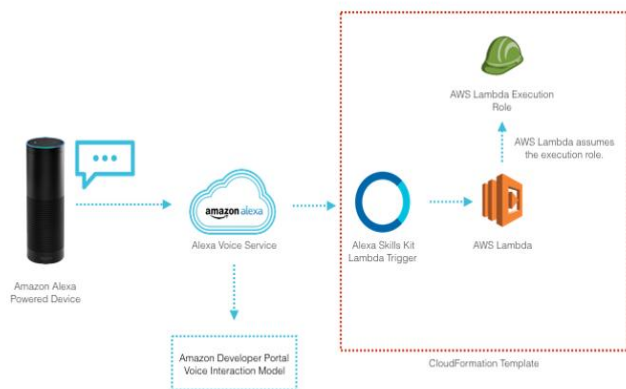 AWS Lambda Execution
Role
AWS Lambda assumes
the execution role.
amazon alexa
Alexa Voice Service
Alexa Skills Kit
Lambda Trigger
AWS Lambda
Amazon Alexa
Powered Device
Amazon Developer Portal
Voice Interaction Model
CloudFormation Template